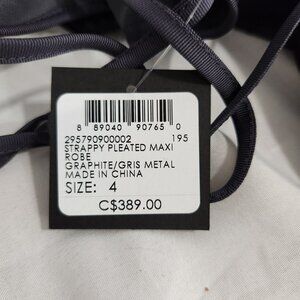 8 89040 90765 0
295790900002 195
STRAPPY PLEATED MAXI
ROBE
GRAPHITE/GRIS METAL
MADE IN CHINA
SIZE: 4
C$389.00